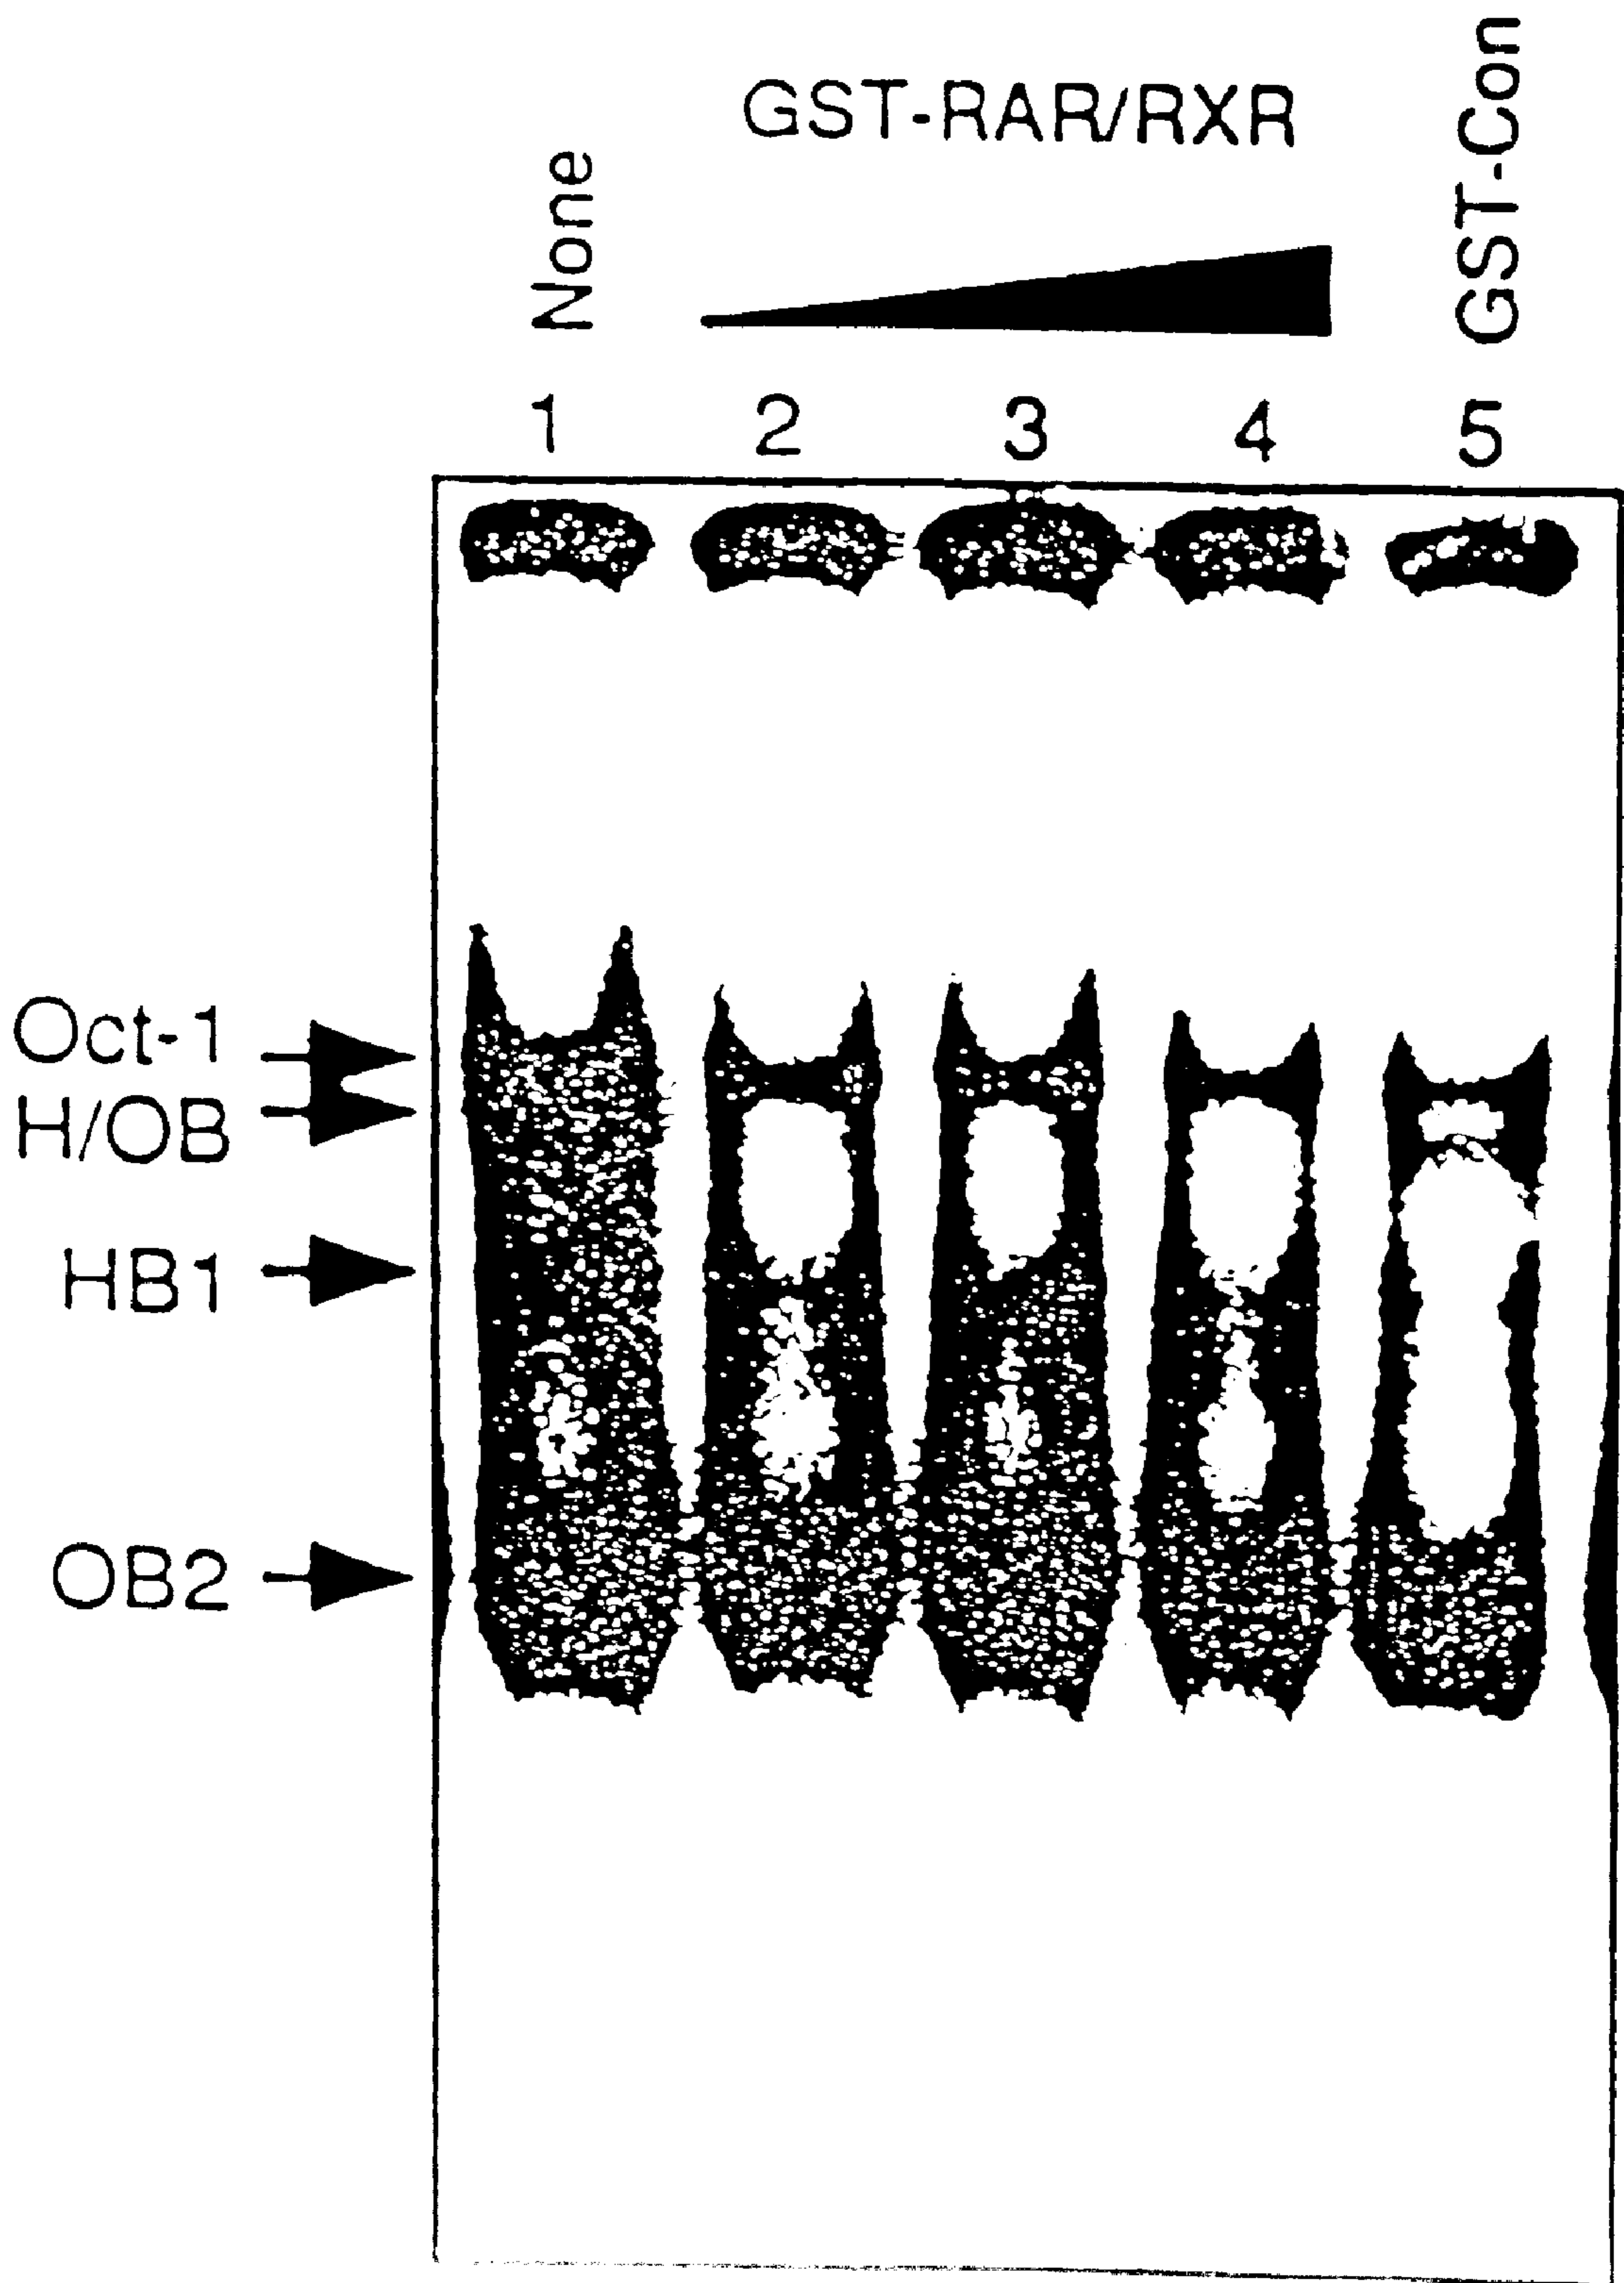 GST-RAR/RXR
None
GST-Con
1 2 3 4 5
Oct-1
H/OB
HB1
OB2